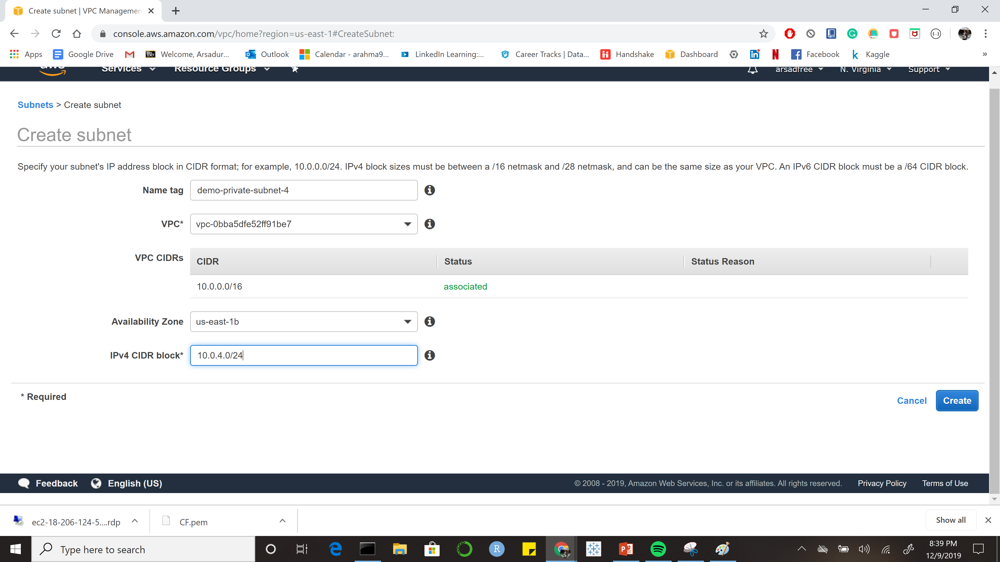 Create subnet | VPC Managemen
console.aws.amazon.com/vpc/home?region=us-east-1#CreateSubnet:
Apps Google Drive Bb Welcome, Arsadur... Outlook Calendar - arahma9... LinkedIn Learning:... Career Tracks | Data... Handshake Dashboard in N Facebook k Kaggle »
aws Services Resource Groups arsadfree N. Virginia Support
Subnets > Create subnet
Create subnet
Specify your subnet's IP address block in CIDR format; for example, 10.0.0.0/24. IPv4 block sizes must be between a /16 netmask and /28 netmask, and can be the same size as your VPC. An IPv6 CIDR block must be a /64 CIDR block.
Name tag demo-private-subnet-4
VPC* vpc-0bba5dfe52ff91be7
VPC CIDRs CIDR Status Status Reason
10.0.0.0/16 associated
Availability Zone us-east-1b
IPv4 CIDR block* 10.0.4.0/24
* Required
Cancel Create
Feedback English (US) © 2008 - 2019, Amazon Web Services, Inc. or its affiliates. All rights reserved. Privacy Policy Terms of Use
ec2-18-206-124-5....rdp CF.pem Show all
Type here to search 8:39 PM
12/9/2019